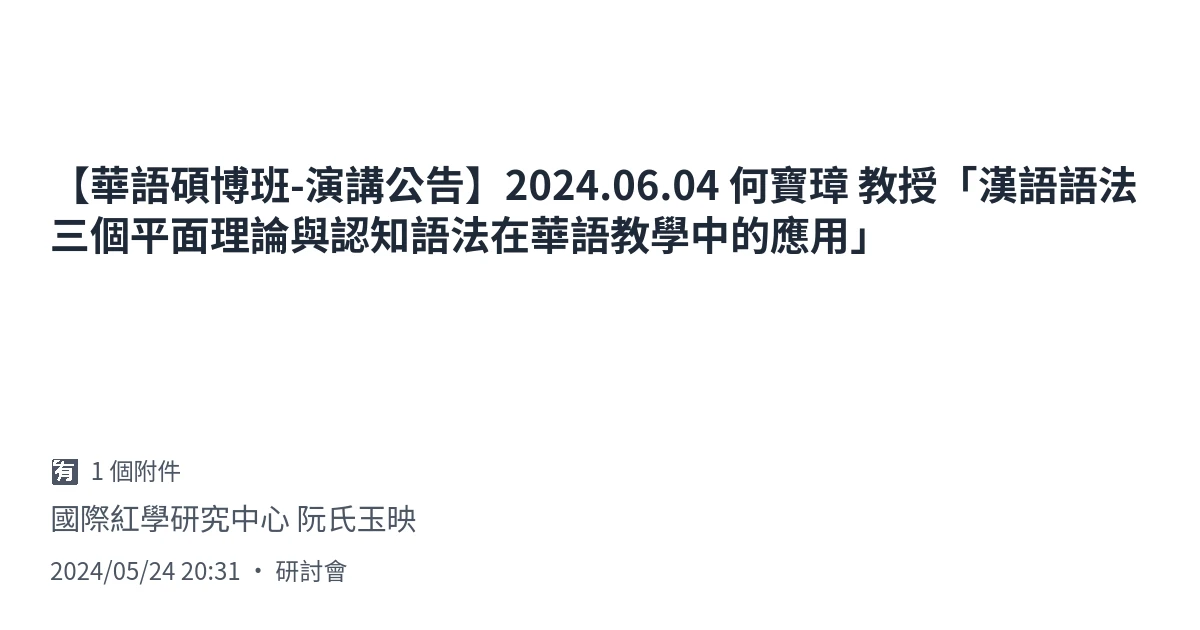 【華語碩博班-演講公告】2024.06.04 何寶璋 教授「漢語語法
三個平面理論與認知語法在華語教學中的應用」
🈶 1 個附件
國際紅學研究中心 阮氏玉映
2024/05/24 20:31 • 研討會